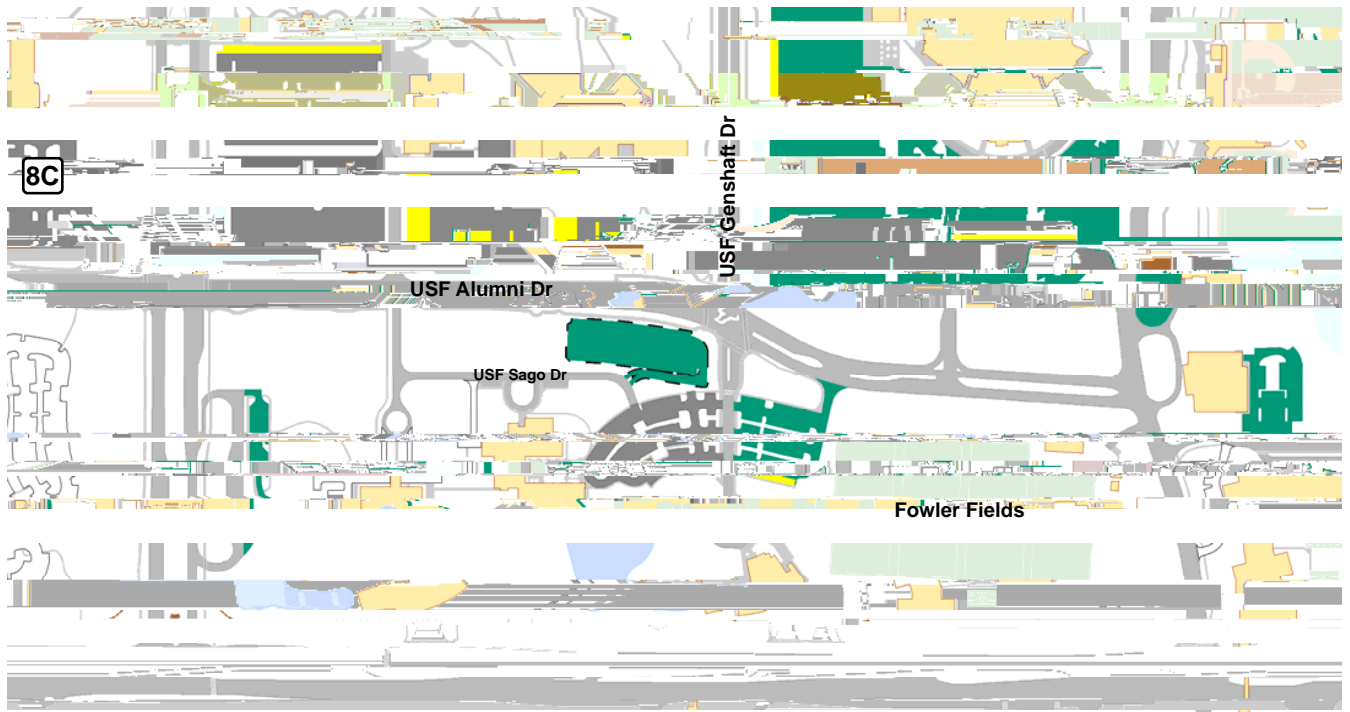 USF Genshaft Dr
8C
USF Alumni Dr
USF Sago Dr
Fowler Fields